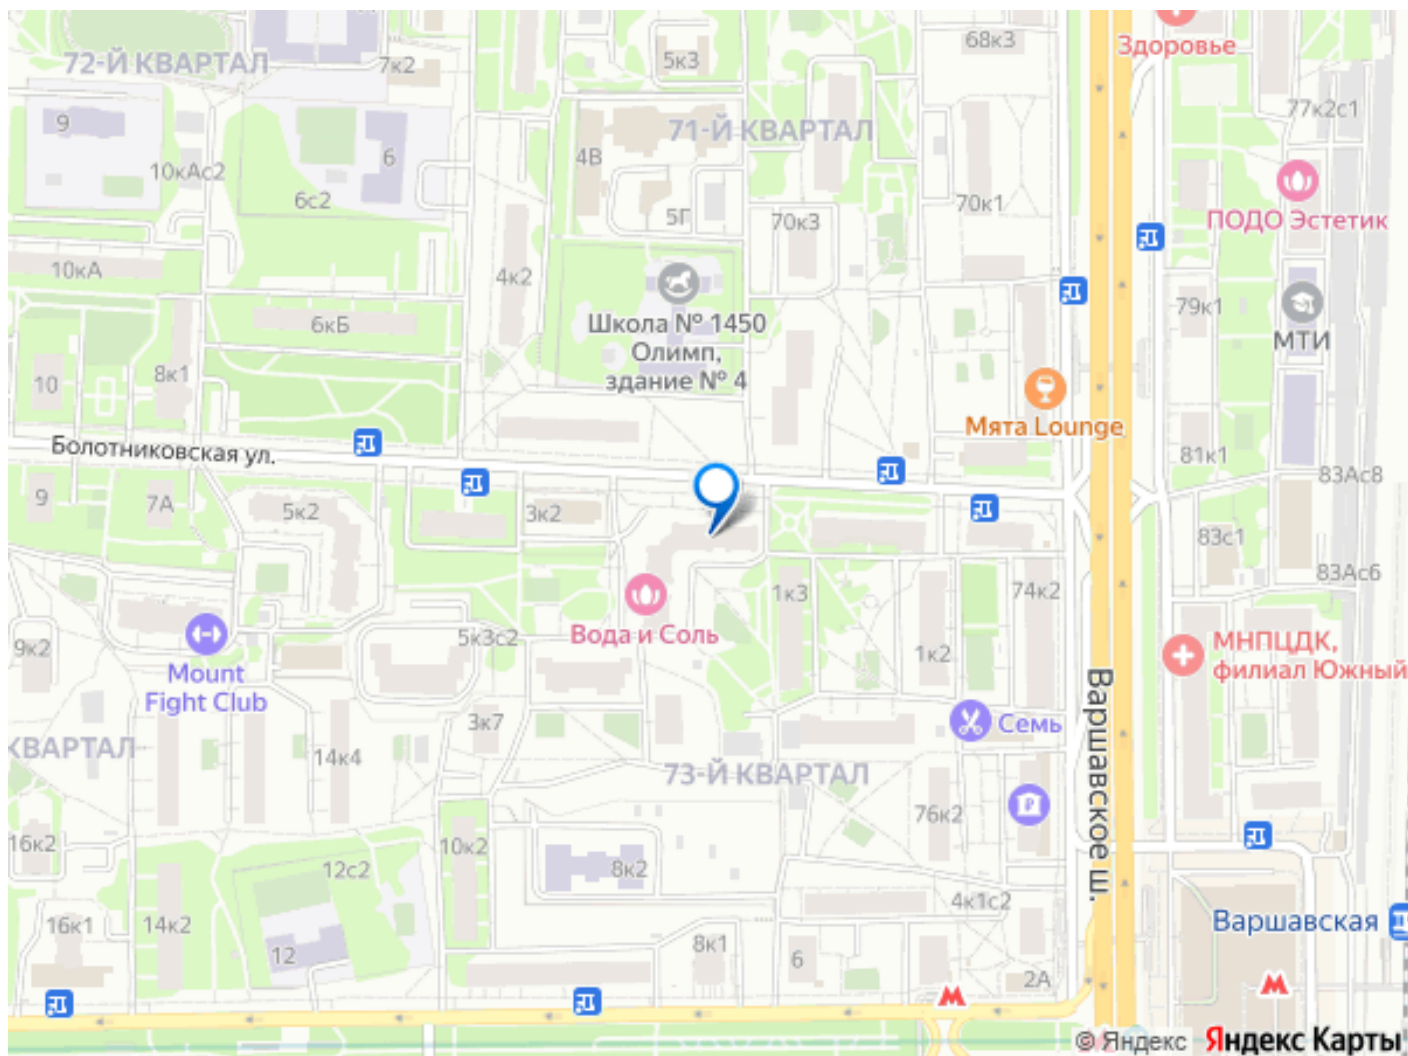 68к3
Здоровье
72-Й КВАРТАЛ
7к2
5к3
77к2с1
9
71-Й КВАРТАЛ
4В
6
10кАс2
6с2
5Г
70к3
70к1
ПОДО Эстетик
10кА
4к2
79к1
6кБ
Школа № 1450
Олимп,
здание № 4
МТИ
10
8к1
Мята Lounge
Болотниковская ул.
81к1
83Ас8
9
7А
5к2
3к2
83с1
83Ас6
1к3
74к2
Вода и Соль
5к3с2
9к2
1к2
МНПЦДК,
филиал Южный
Mount
Fight Club
Варшавское ш.
3к7
Семь
КВАРТАЛ
14к4
73-Й КВАРТАЛ
76к2
16к2
10к2
12с2
8к2
4к1с2
16к1
14к2
Варшавская
12
8к1
6
2А
© Яндекс Яндекс Карты